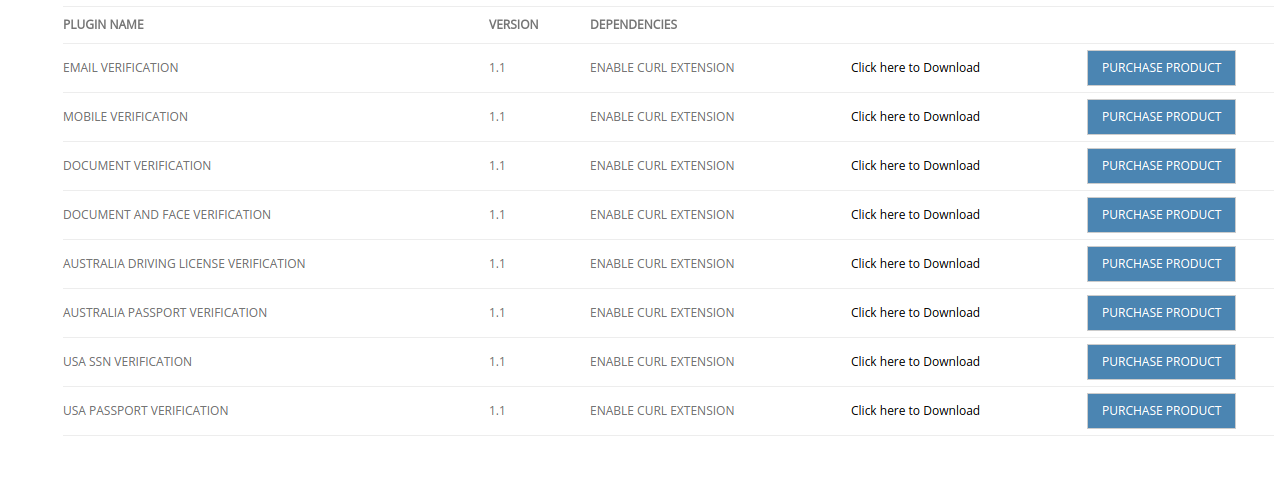 PLUGIN NAME VERSION DEPENDENCIES
EMAIL VERIFICATION 1.1 ENABLE CURL EXTENSION Click here to Download PURCHASE PRODUCT
MOBILE VERIFICATION 1.1 ENABLE CURL EXTENSION Click here to Download PURCHASE PRODUCT
DOCUMENT VERIFICATION 1.1 ENABLE CURL EXTENSION Click here to Download PURCHASE PRODUCT
DOCUMENT AND FACE VERIFICATION 1.1 ENABLE CURL EXTENSION Click here to Download PURCHASE PRODUCT
AUSTRALIA DRIVING LICENSE VERIFICATION 1.1 ENABLE CURL EXTENSION Click here to Download PURCHASE PRODUCT
AUSTRALIA PASSPORT VERIFICATION 1.1 ENABLE CURL EXTENSION Click here to Download PURCHASE PRODUCT
USA SSN VERIFICATION 1.1 ENABLE CURL EXTENSION Click here to Download PURCHASE PRODUCT
USA PASSPORT VERIFICATION 1.1 ENABLE CURL EXTENSION Click here to Download PURCHASE PRODUCT